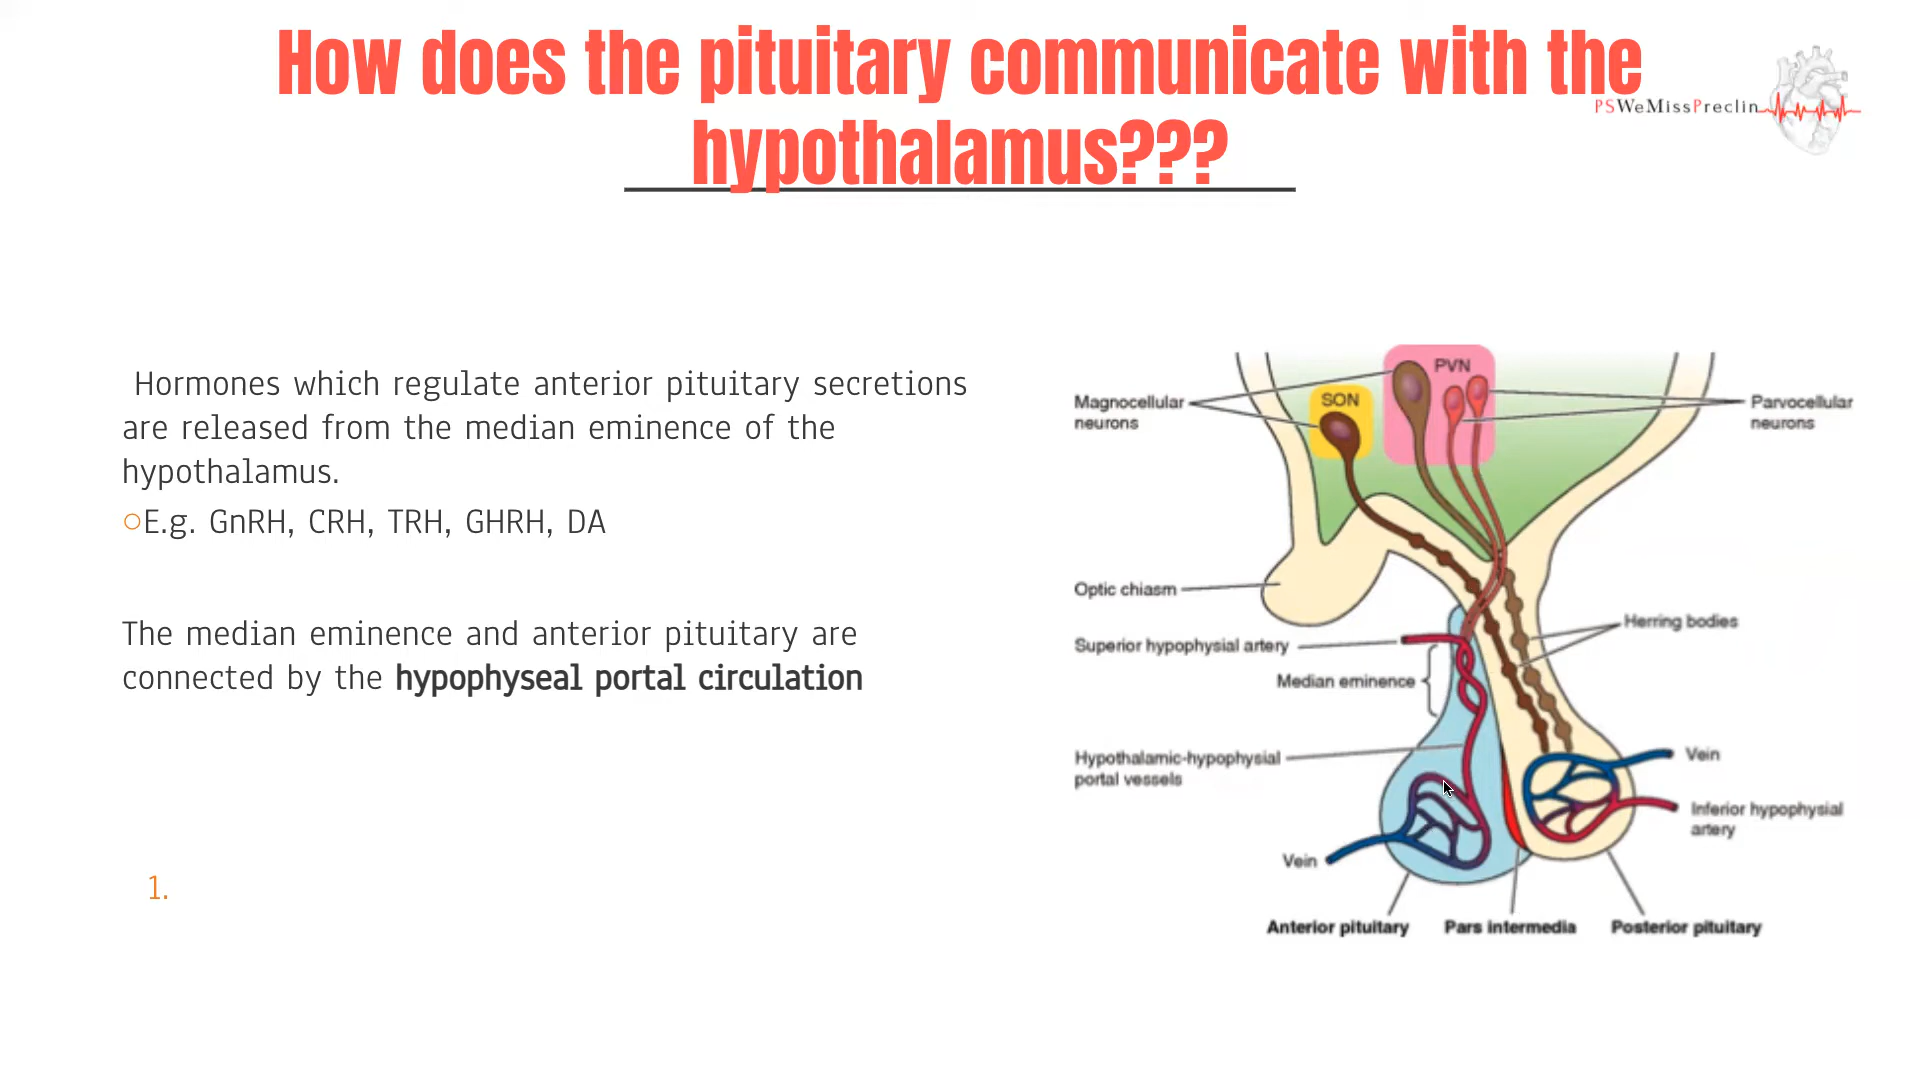 How does the pituitary communicate with the
hypothalamus???
PSWeMissPreclin
Hormones which regulate anterior pituitary secretions
are released from the median eminence of the
hypothalamus.
○E.g. GnRH, CRH, TRH, GHRH, DA
The median eminence and anterior pituitary are
connected by the hypophyseal portal circulation
1.
PVN
SON
Magnocellular
neurons
Parvocellular
neurons
Optic chiasm
Herring bodies
Superior hypophysial artery
Median eminence
Hypothalamic-hypophysial
portal vessels
Vein
Inferior hypophysial
artery
Vein
Anterior pituitary
Pars intermedia
Posterior pituitary